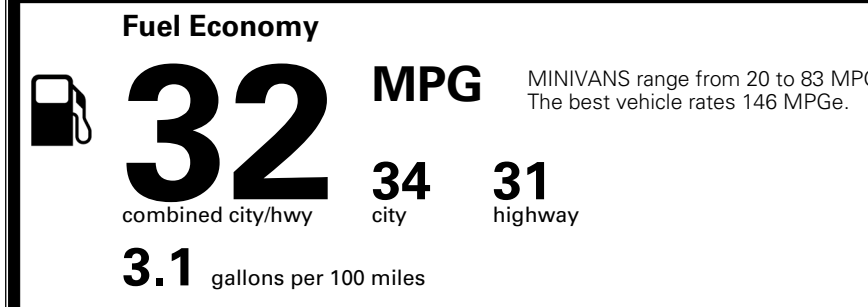 Fuel Economy
32 MPG
MINIVANS range from 20 to 83
The best vehicle rates 146 MPGe.
34 31
combined city/hwy city highway
3.1 gallons per 100 miles